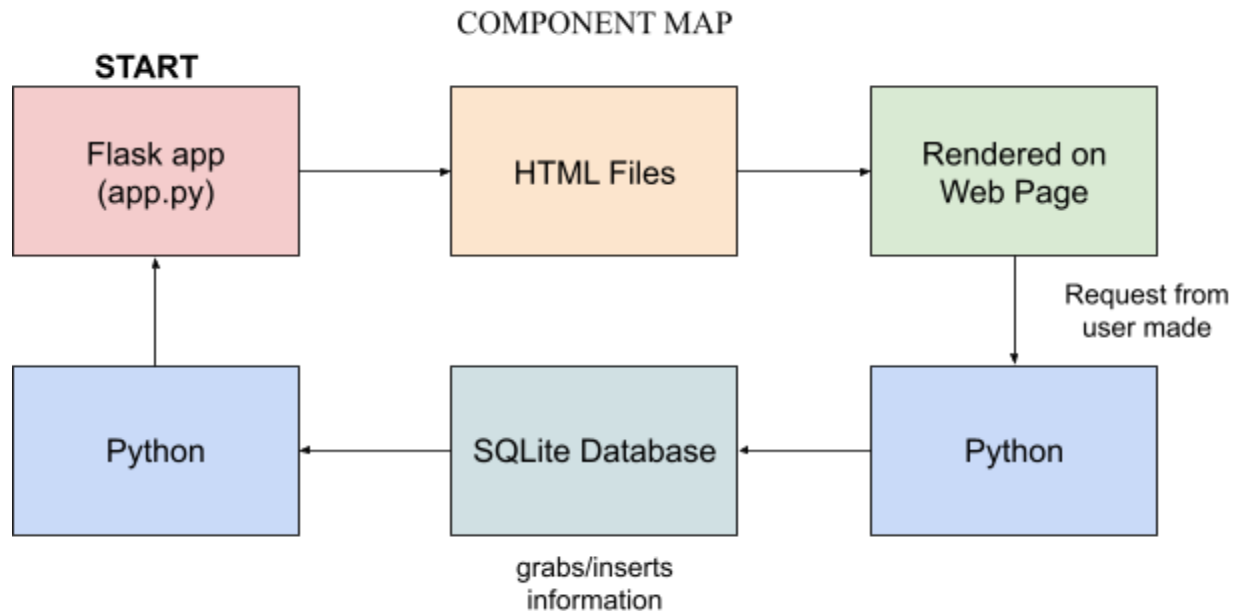 COMPONENT MAP
START
Flask app
(app.py)
HTML Files
Rendered on
Web Page
Request from
user made
Python
SQLite Database
Python
grabs/inserts
information